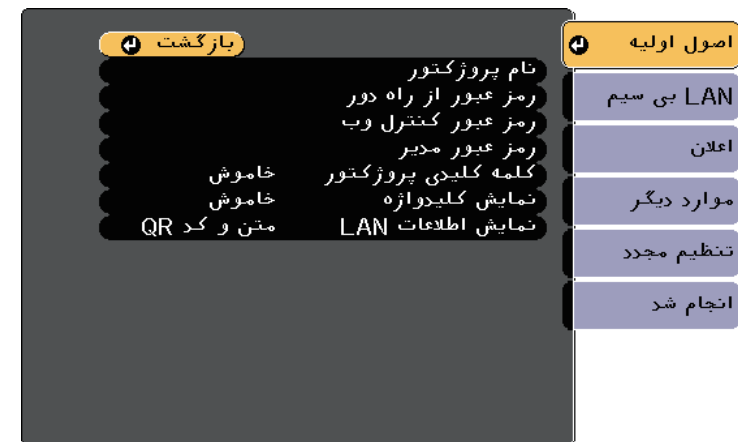 اصول اولیه
LAN بی سیم
اعلان
موارد دیگر
تنظیم مجدد
انجام شد
بازگشت
نام پروژکتور
رمز عبور از راه دور
رمز عبور کنترل وب
رمز عبور مدیر
کلمه کلیدی پروژکتور خاموش
نمایش کلیدواژه خاموش
نمایش اطلاعات LAN متن و کد QR